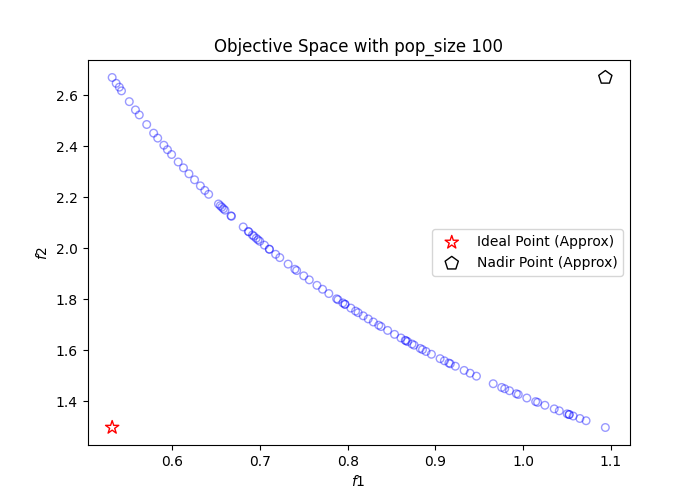 Objective Space with pop_size 100
f2
2.6
2.4
2.2
2.0
1.8
1.6
1.4
Ideal Point (Approx)
Nadir Point (Approx)
0.6 0.7 0.8 0.9 1.0 1.1
f1